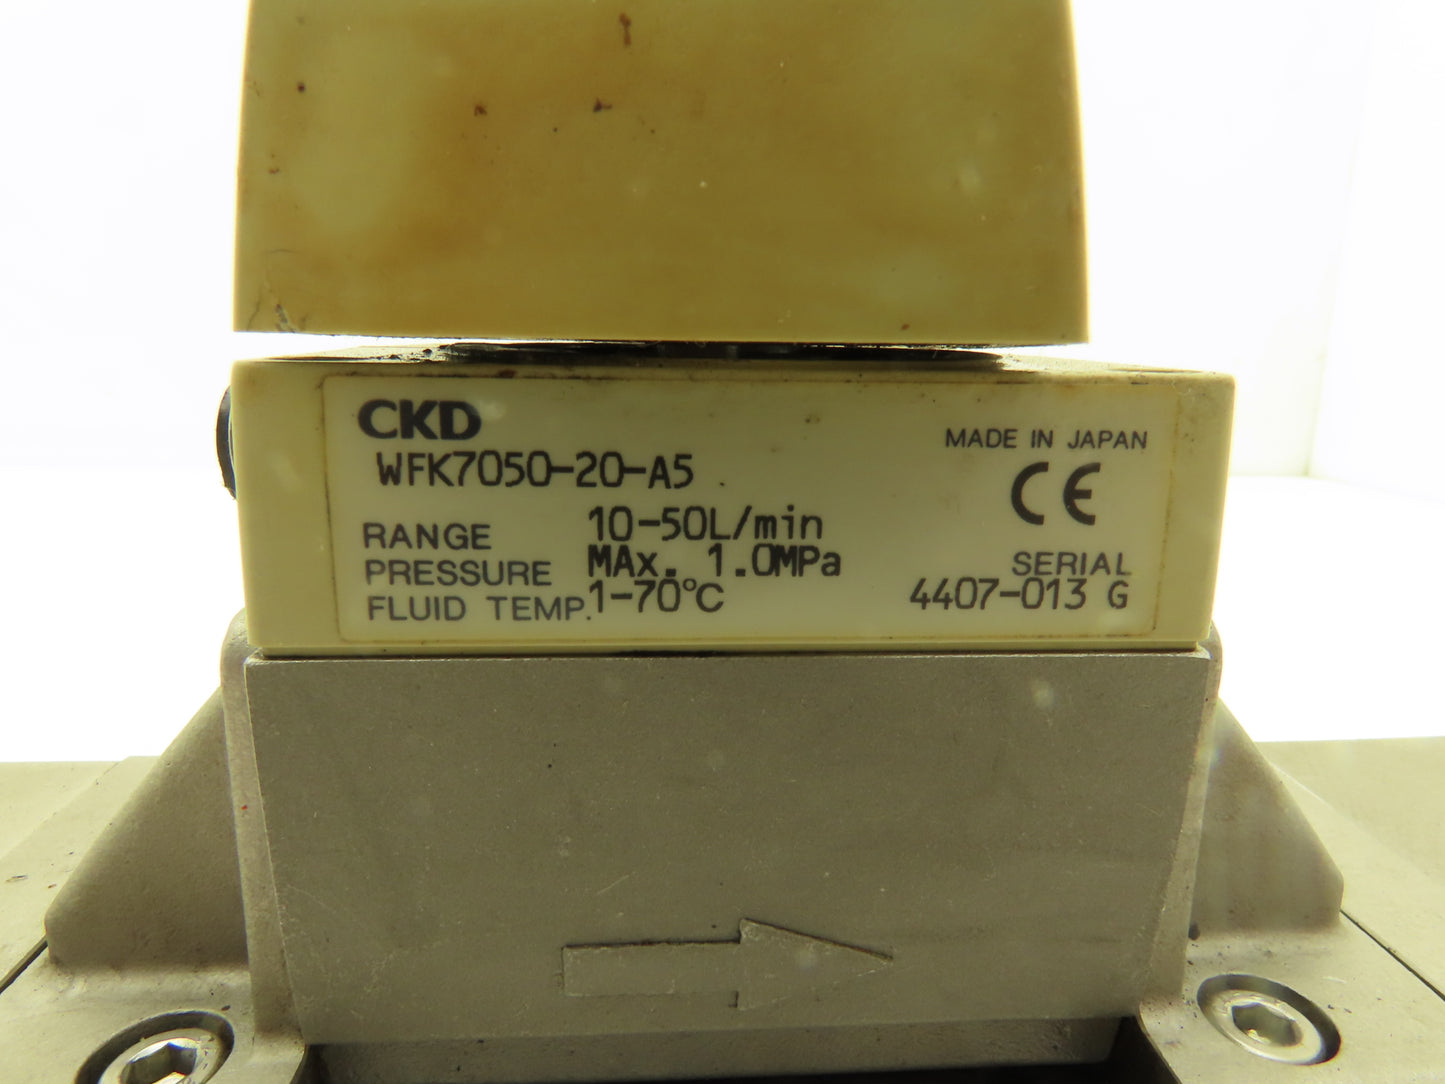 CKD
MADE IN JAPAN
WFK7050-20-A5
CE
RANGE 10-50L/min
PRESSURE MAx. 1.0MPa
SERIAL
FLUID TEMP. 1-70°C
4407-013 G